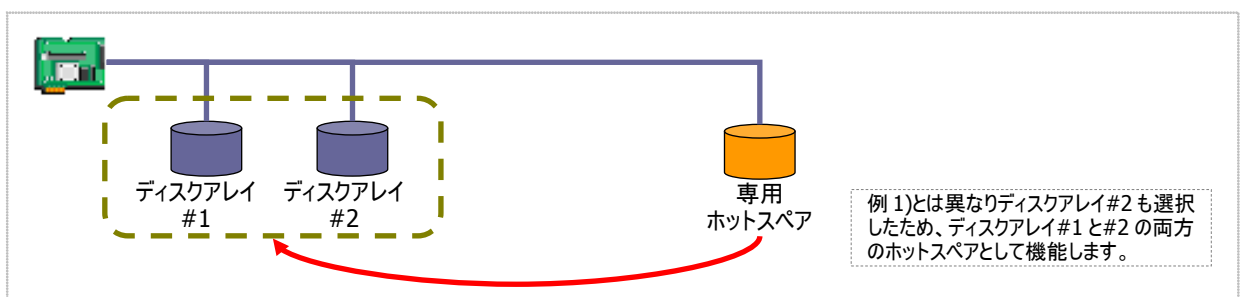 ディスクアレイ
#1
ディスクアレイ
#2
専用
ホットスペア
例 1)とは異なりディスクアレイ#2 も選択
したため、ディスクアレイ#1 と#2 の両方
のホットスペアとして機能します。